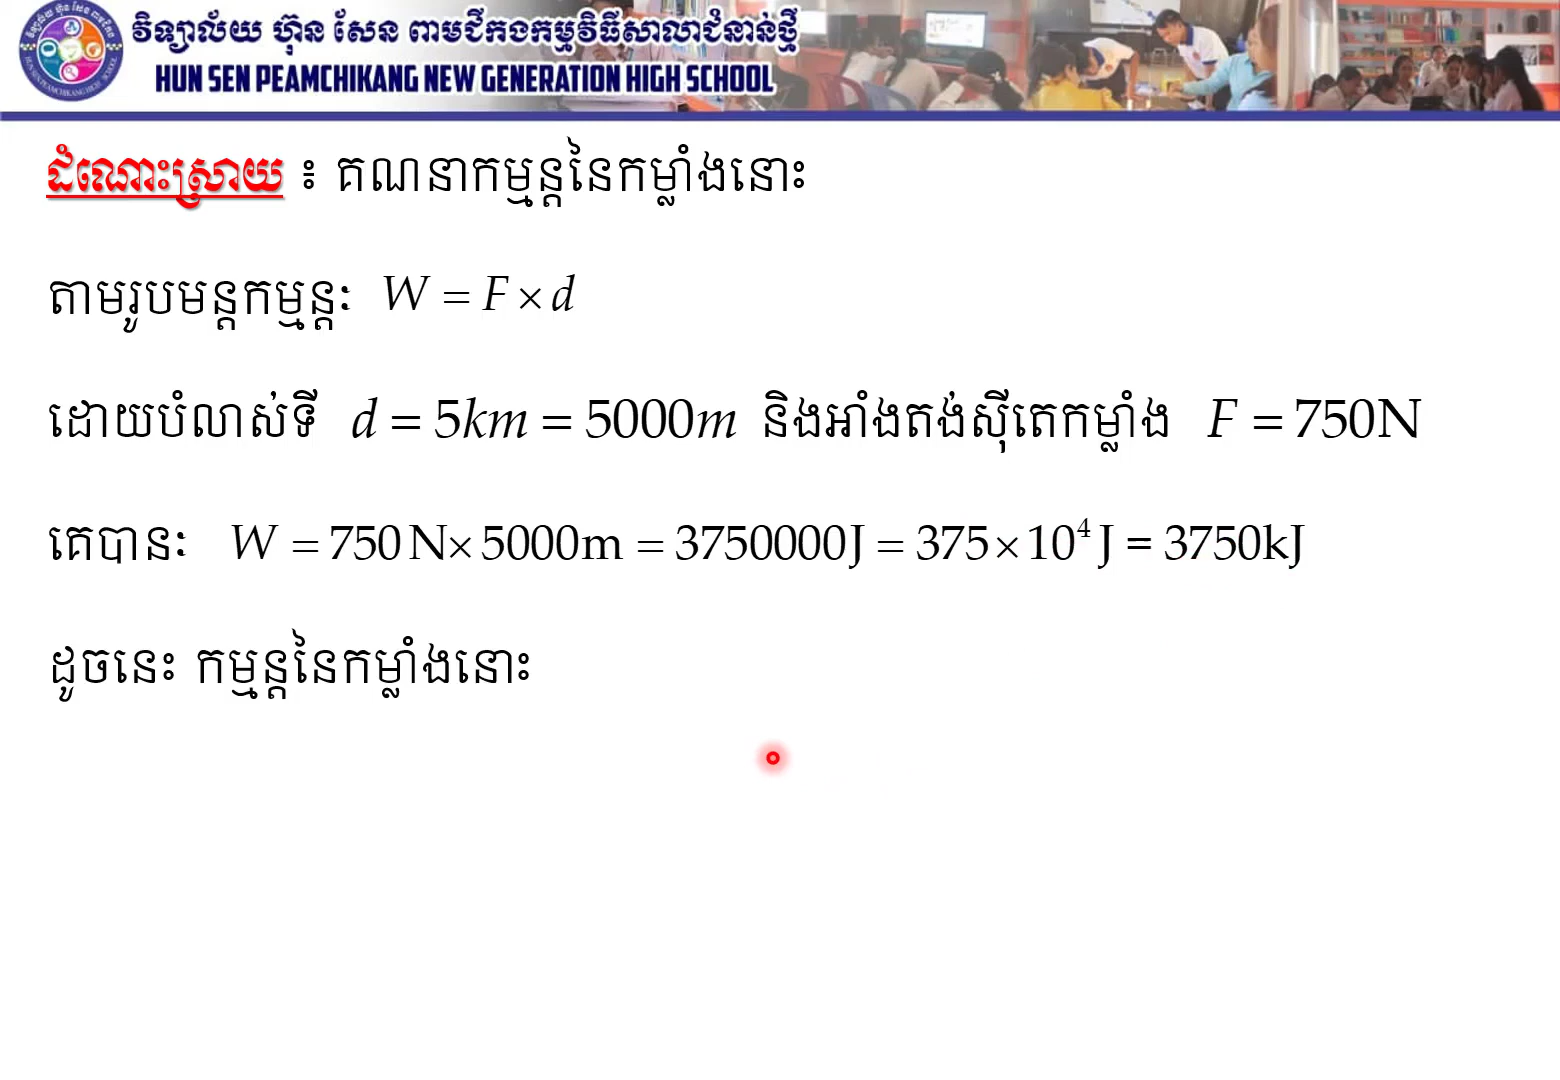 វិទ្យាល័យ ហ៊ុន សែន ពាមជីកងកម្មវិធីសាលាជំនាន់ថ្មី
HUN SEN PEAMCHIKANG NEW GENERATION HIGH SCHOOL
ដំណោះស្រាយ ៖ គណនាកម្មន្តនៃកម្លាំងនោះ
តាមរូបមន្តកម្មន្តៈ W = F × d
ដោយបំលាស់ទី d = 5km = 5000m និងអាំងតង់ស៊ីតេកម្លាំង F = 750N
គេបានៈ W = 750 N × 5000m = 3750000J = 375 × 10⁴ J = 3750kJ
ដូចនេះ កម្មន្តនៃកម្លាំងនោះ